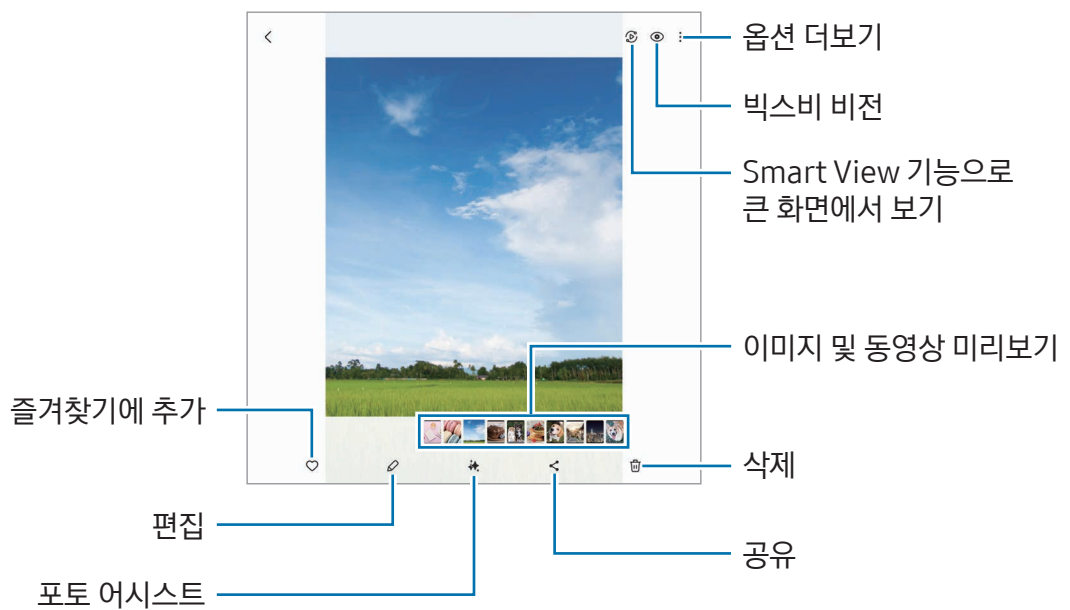 옵션 더보기
빅스비 비전
Smart View 기능으로
큰 화면에서 보기
이미지 및 동영상 미리보기
즐겨찾기에 추가
삭제
편집
공유
포토 어시스트